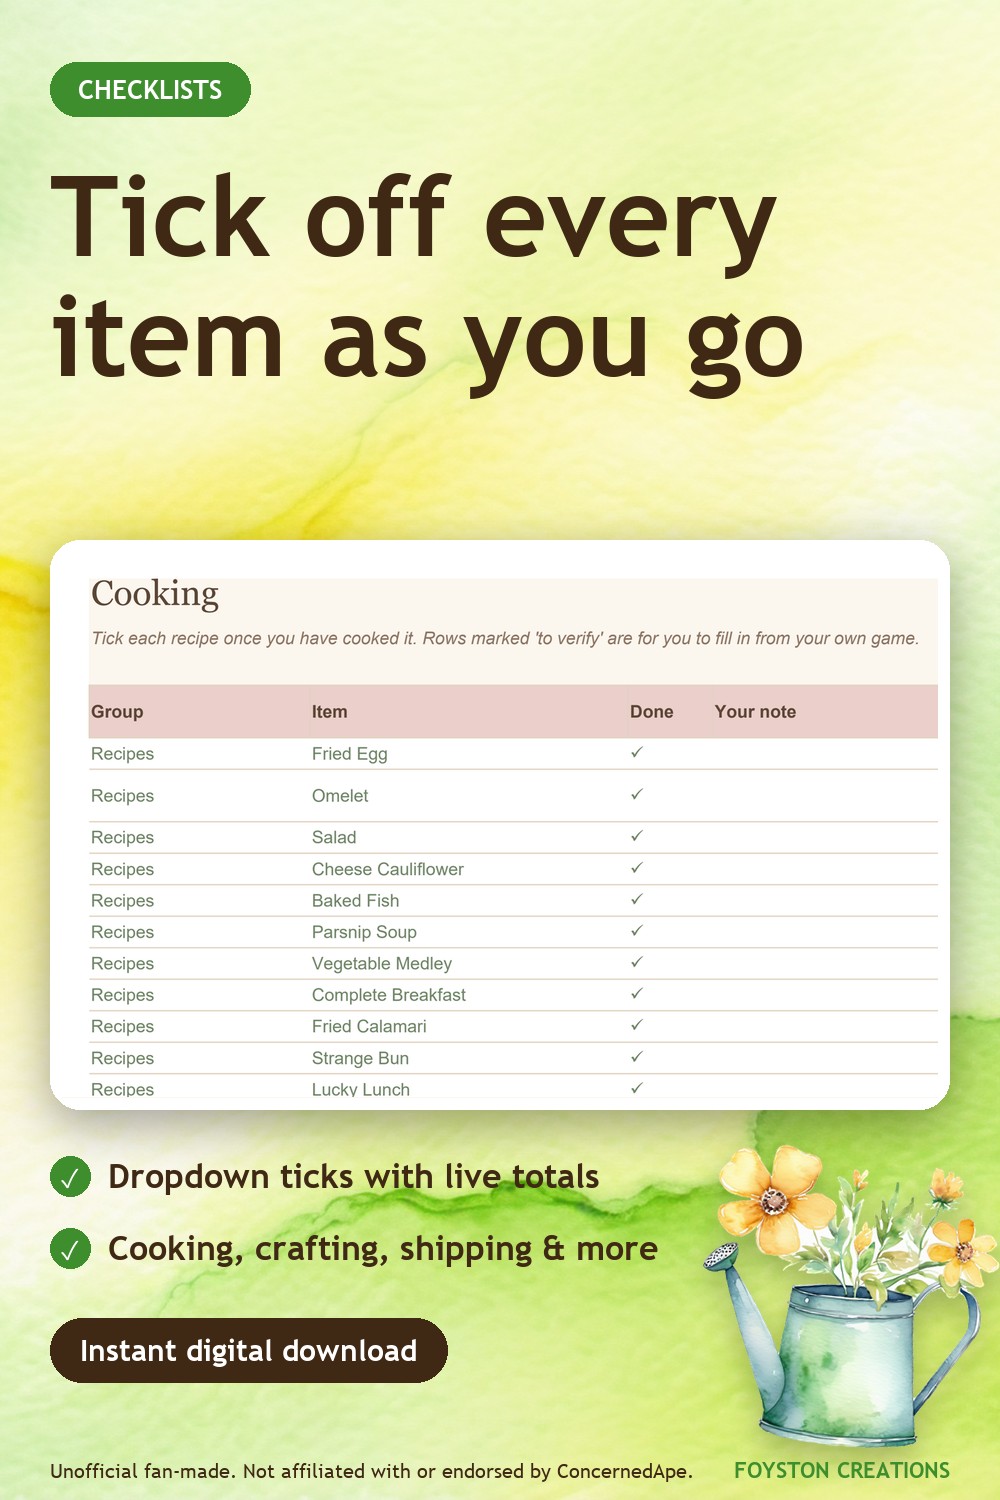 CHECKLISTS
Tick off every
item as you go
Cooking
Tick each recipe once you have cooked it. Rows marked 'to verify' are for you to fill in from your own game.
Group Item Done Your note
Recipes Fried Egg ✓
Recipes Omelet ✓
Recipes Salad ✓
Recipes Cheese Cauliflower ✓
Recipes Baked Fish ✓
Recipes Parsnip Soup ✓
Recipes Vegetable Medley ✓
Recipes Complete Breakfast ✓
Recipes Fried Calamari ✓
Recipes Strange Bun ✓
Recipes Lucky Lunch ✓
✓ Dropdown ticks with live totals
✓ Cooking, crafting, shipping & more
Instant digital download
Unofficial fan-made. Not affiliated with or endorsed by ConcernedApe. FOYSTON CREATIONS